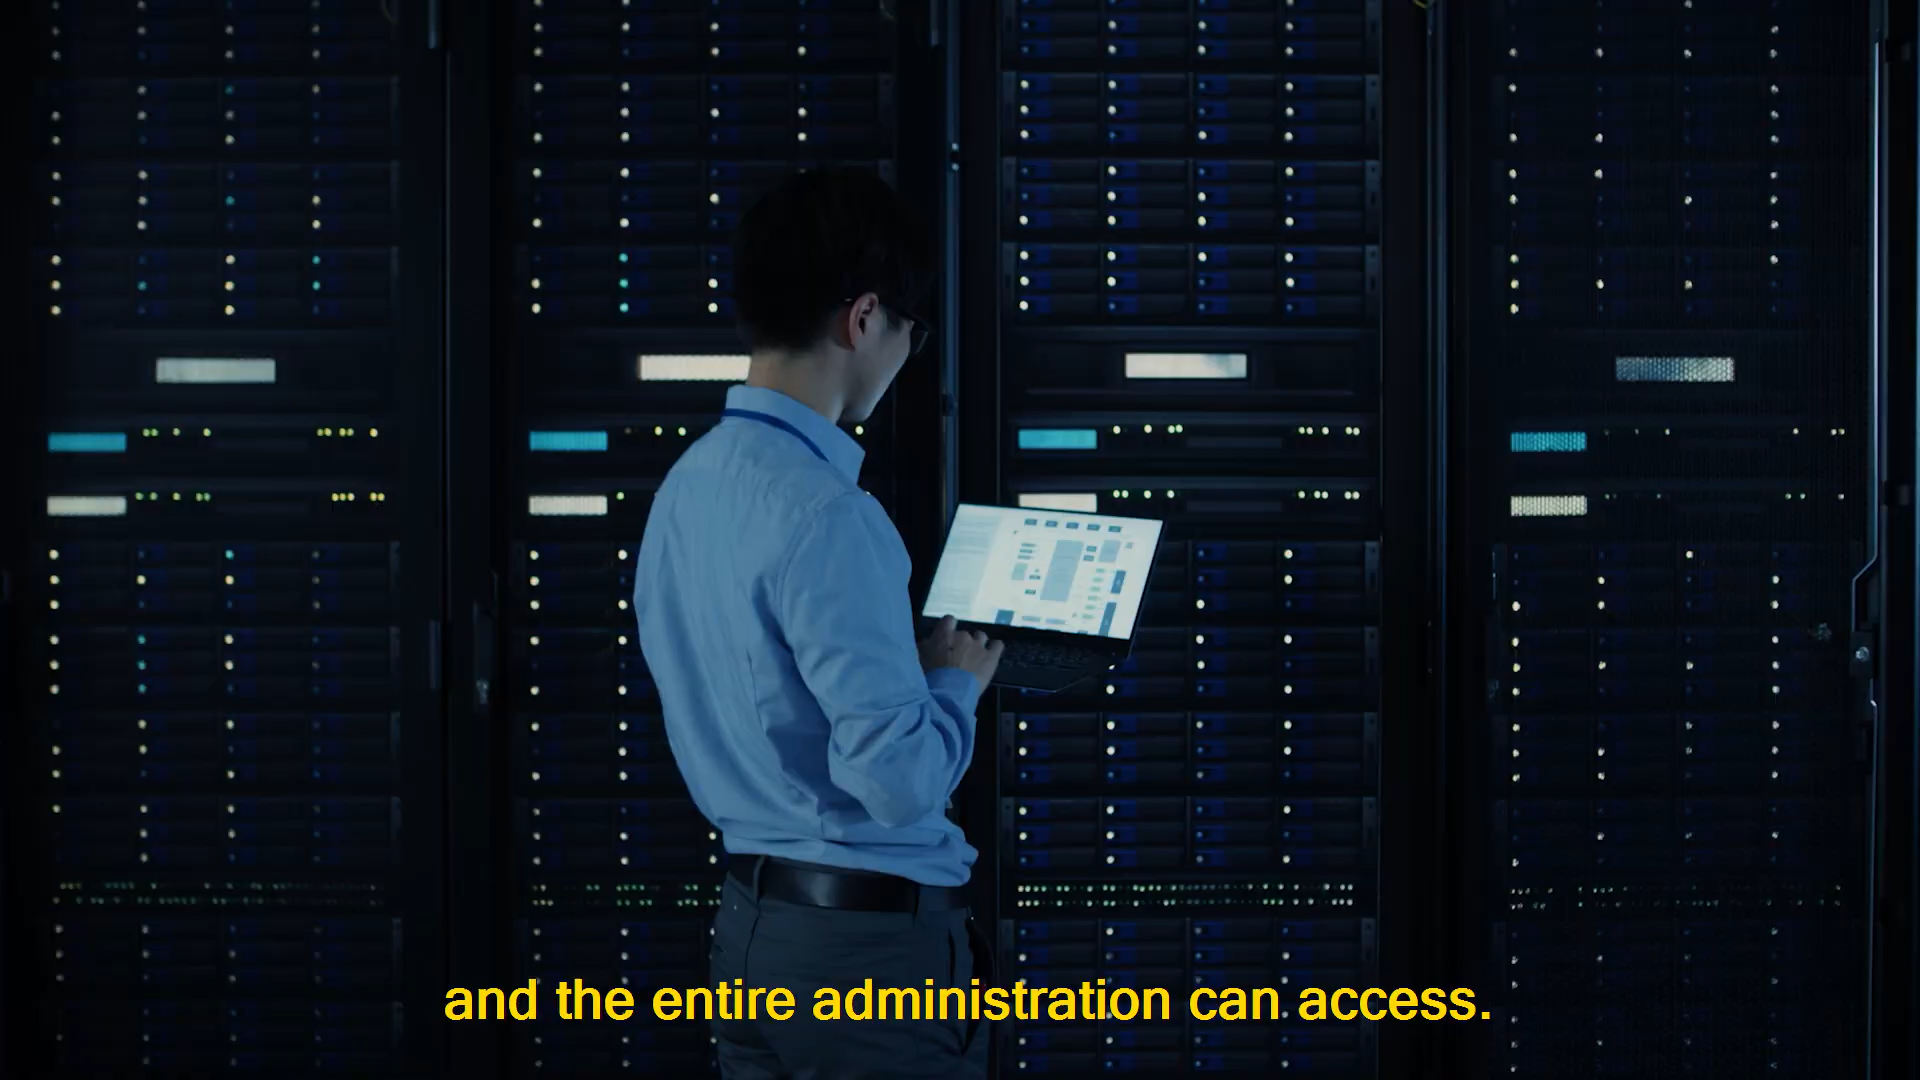 and the entire administration can access.